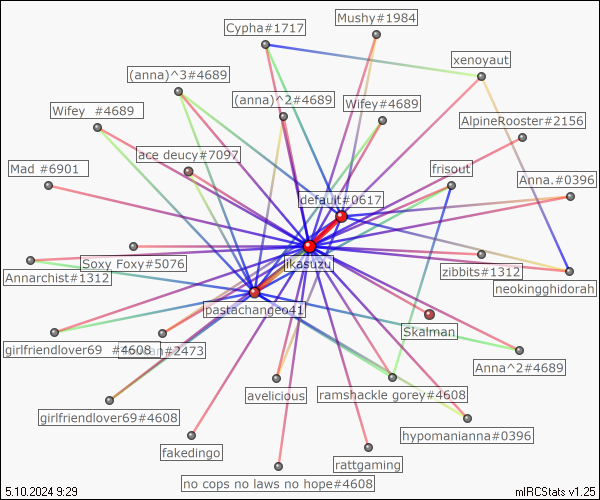 Mushy#1984
Cypha#1717
xenoyaut
(anna)^3#4689
(anna)^2#4689
Wifey#4689
Wifey  #4689
AlpineRooster#2156
ace deucy#7097
Mad #6901
frisout
Anna.#0396
default#0617
ikasuzu
Soxy Foxy#5076
zibbits#1312
Annarchist#1312
neokingghidorah
pastachangeo41
Skalman
girlfriendlover69  #4608
#2473
Anna^2#4689
avelicious
ramshackle gorey#4608
girlfriendlover69#4608
hypomanianna#0396
fakedingo
rattgaming
no cops no laws no hope#4608
5.10.2024 9:29
mIRCStats v1.25